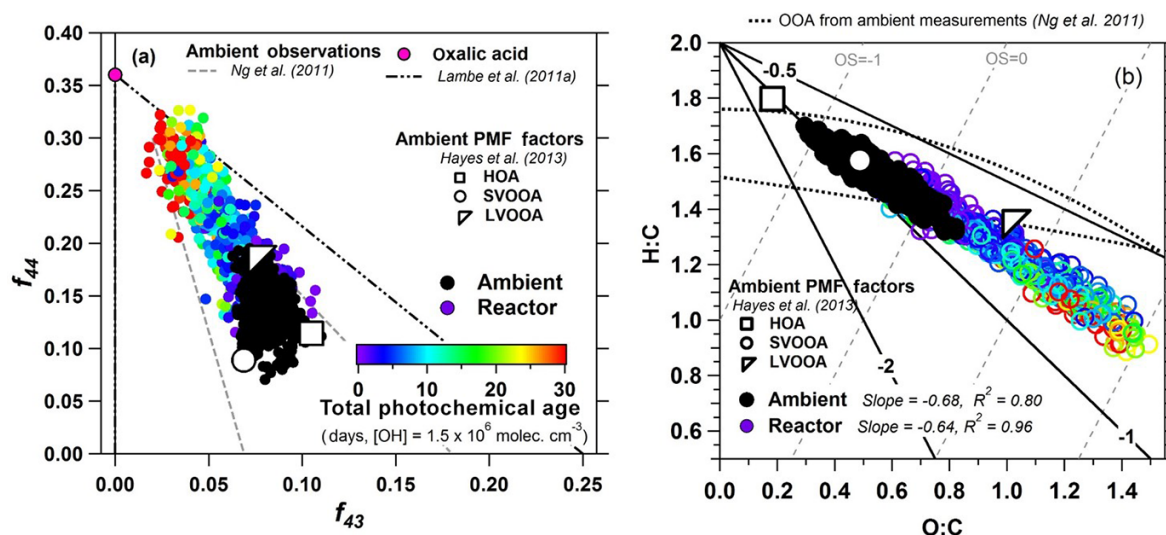 (a)
Ambient observations
Ng et al. (2011)
Oxalic acid
Lambe et al. (2011a)
Ambient PMF factors
Hayes et al. (2013)
HOA
SVOOA
LVOOA
Ambient
Reactor
0 10 20 30
Total photochemical age
(days, [OH] = 1.5 x 10⁶ molec. cm⁻³)
0.40
0.35
0.30
0.25
0.20
0.15
0.10
0.05
0.00
f₄₄
0.00 0.05 0.10 0.15 0.20 0.25
f₄₃
OOA from ambient measurements (Ng et al. 2011)
(b)
OS=-1
OS=0
-0.5
-2
-1
Ambient PMF factors
Hayes et al. (2013)
HOA
SVOOA
LVOOA
Ambient Slope = -0.68, R² = 0.80
Reactor Slope = -0.64, R² = 0.96
2.0
1.8
1.6
1.4
1.2
1.0
0.8
0.6
H:C
0.0 0.2 0.4 0.6 0.8 1.0 1.2 1.4
O:C